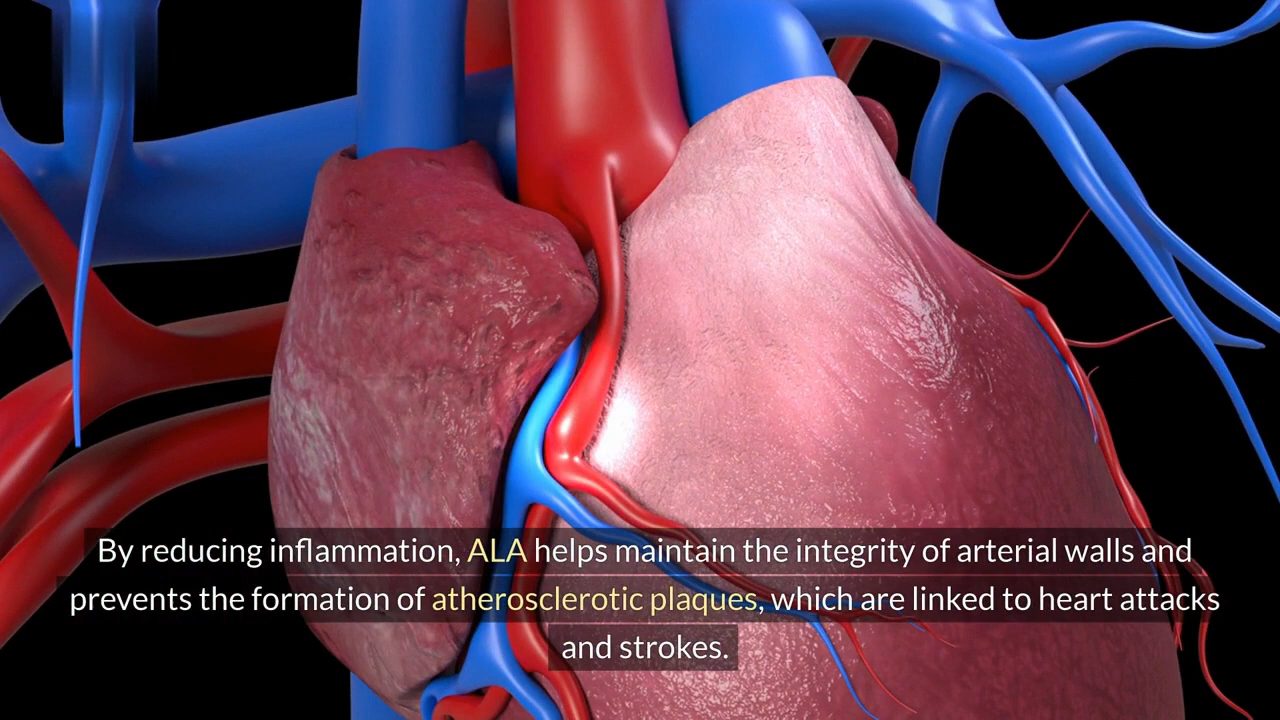 By reducing inflammation, ALA helps maintain the integrity of arterial walls and
prevents the formation of atherosclerotic plaques, which are linked to heart attacks
and strokes.